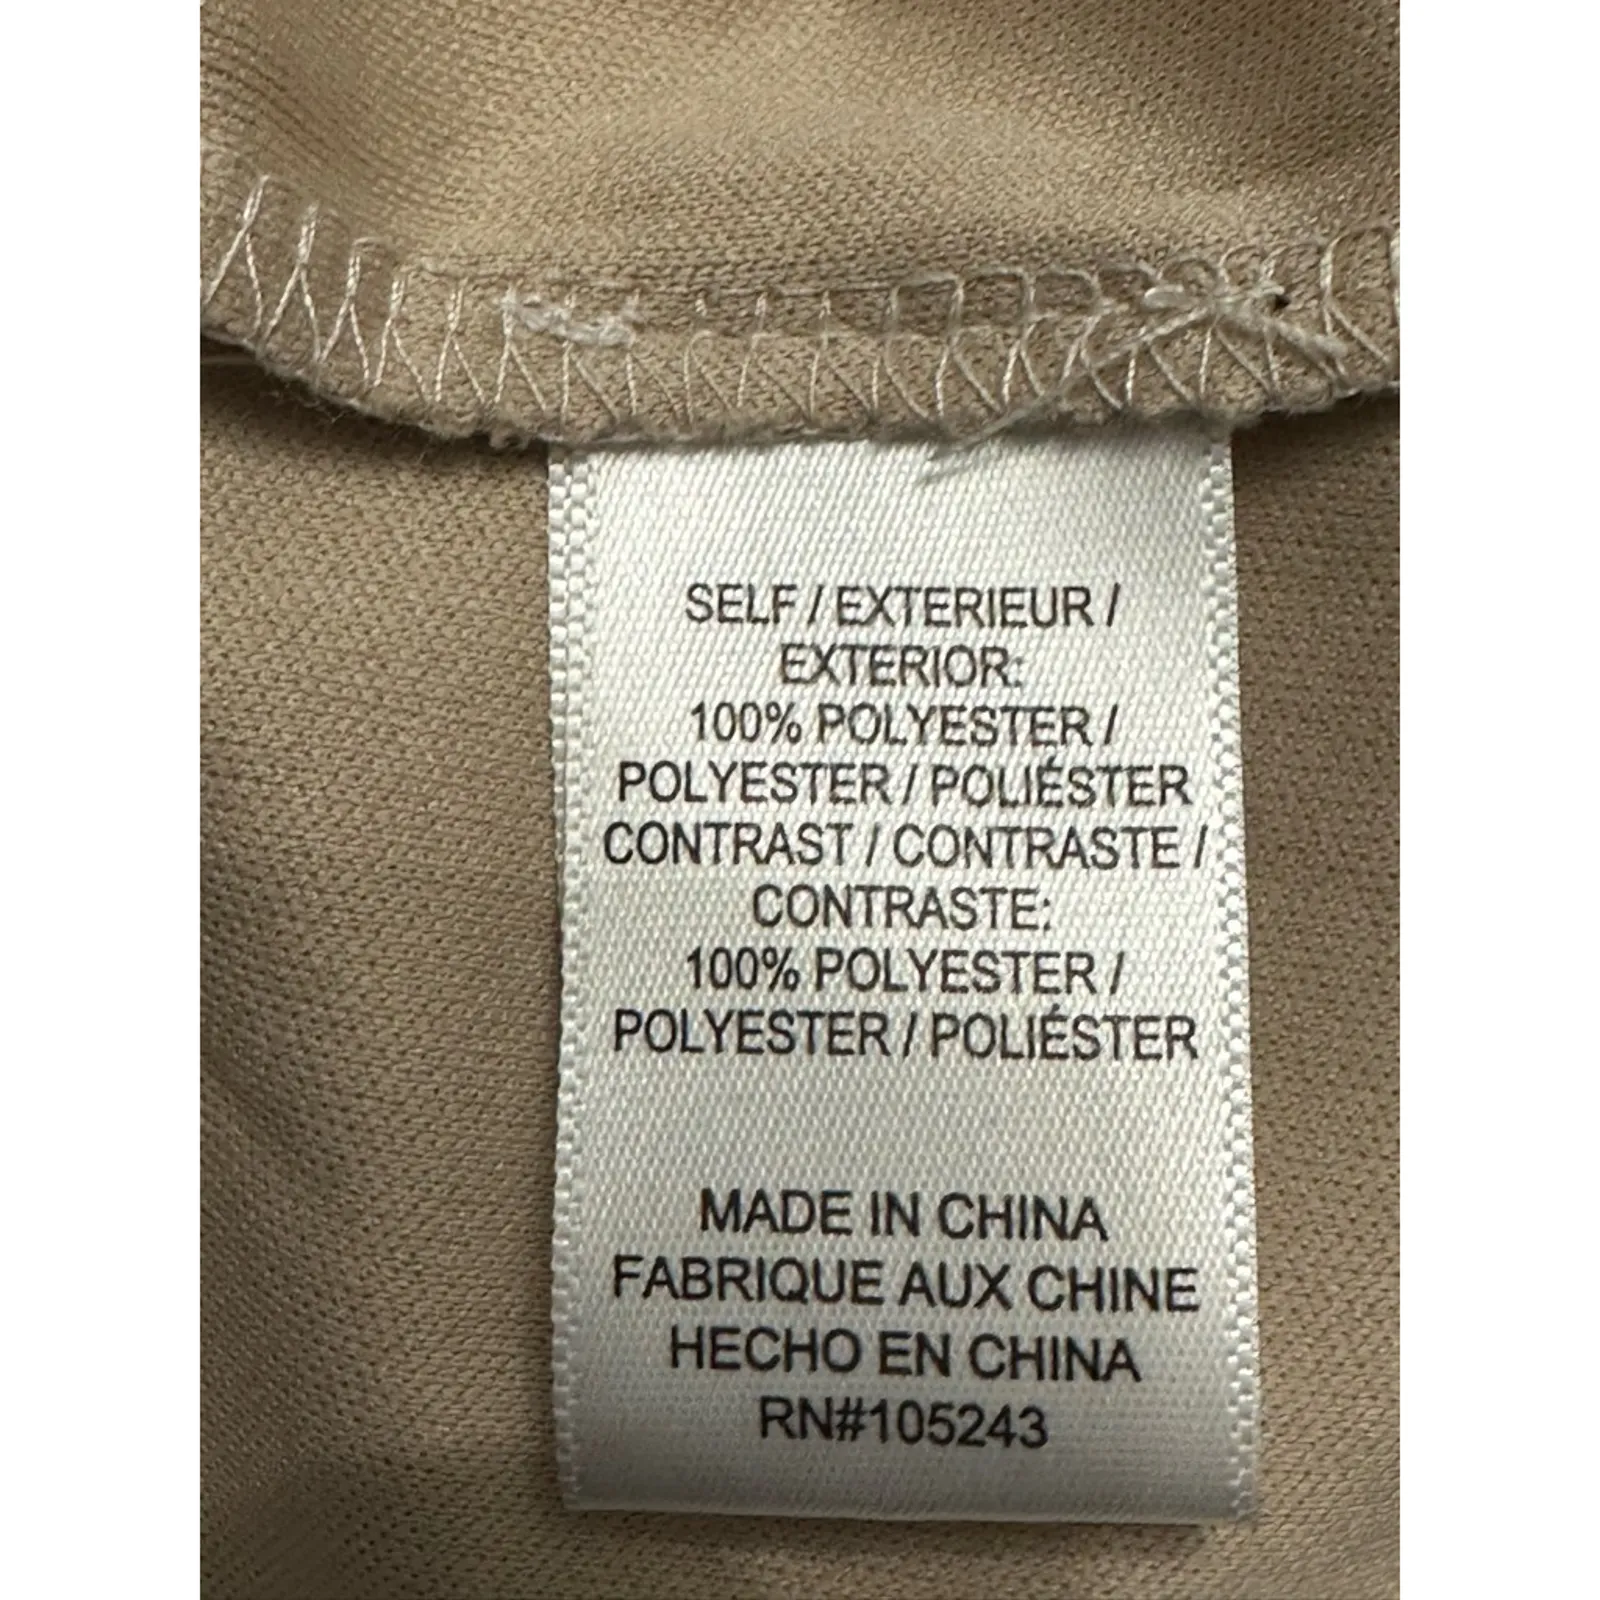 SELF / EXTERIEUR /
EXTERIOR:
100% POLYESTER /
POLYESTER / POLIÉSTER
CONTRAST / CONTRASTE /
CONTRASTE:
100% POLYESTER /
POLYESTER / POLIÉSTER
MADE IN CHINA
FABRIQUE AUX CHINE
HECHO EN CHINA
RN#105243